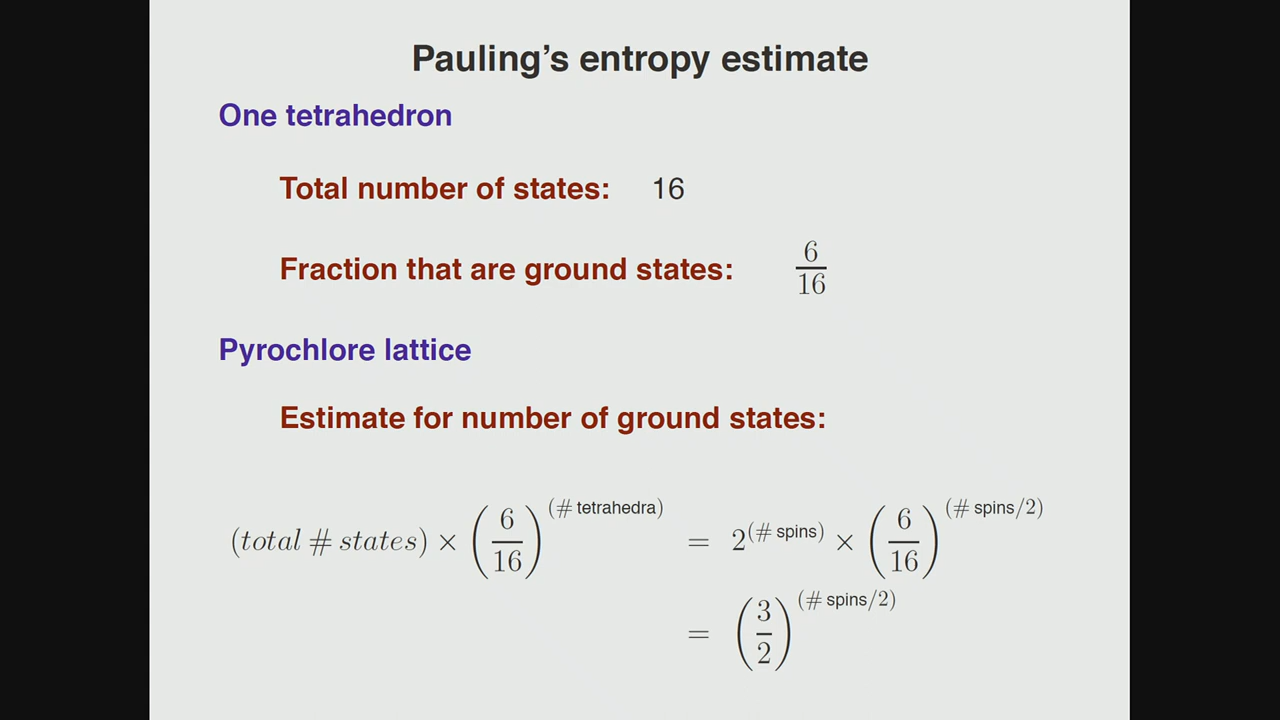 Pauling's entropy estimate
One tetrahedron
Total number of states: 16
Fraction that are ground states: 6/16
Pyrochlore lattice
Estimate for number of ground states:
(total # states) × (6/16)^(# tetrahedra) = 2^(# spins) × (6/16)^(# spins/2)
= (3/2)^(# spins/2)